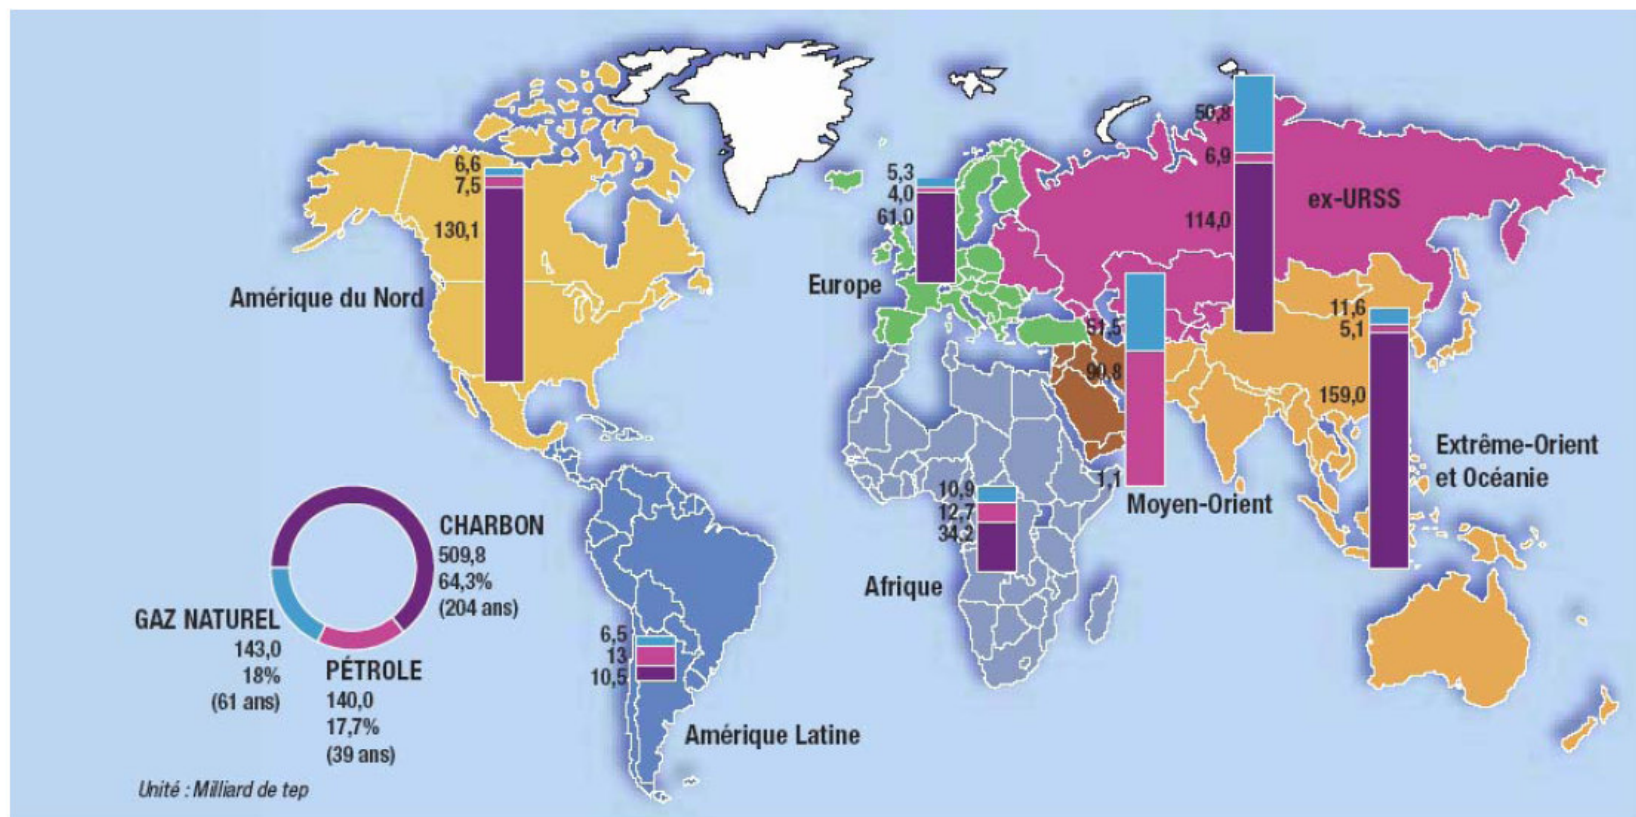 6,6
7,5
130,1
Amérique du Nord
5,3
4,0
61,0
Europe
50,8
6,9
114,0
ex-URSS
51,5
90,8
1,1
Moyen-Orient
11,6
5,1
159,0
Extrême-Orient
et Océanie
10,9
12,7
34,2
Afrique
6,5
13
10,5
Amérique Latine
CHARBON
509,8
64,3%
(204 ans)
GAZ NATUREL
143,0
18%
(61 ans)
PÉTROLE
140,0
17,7%
(39 ans)
Unité : Milliard de tep